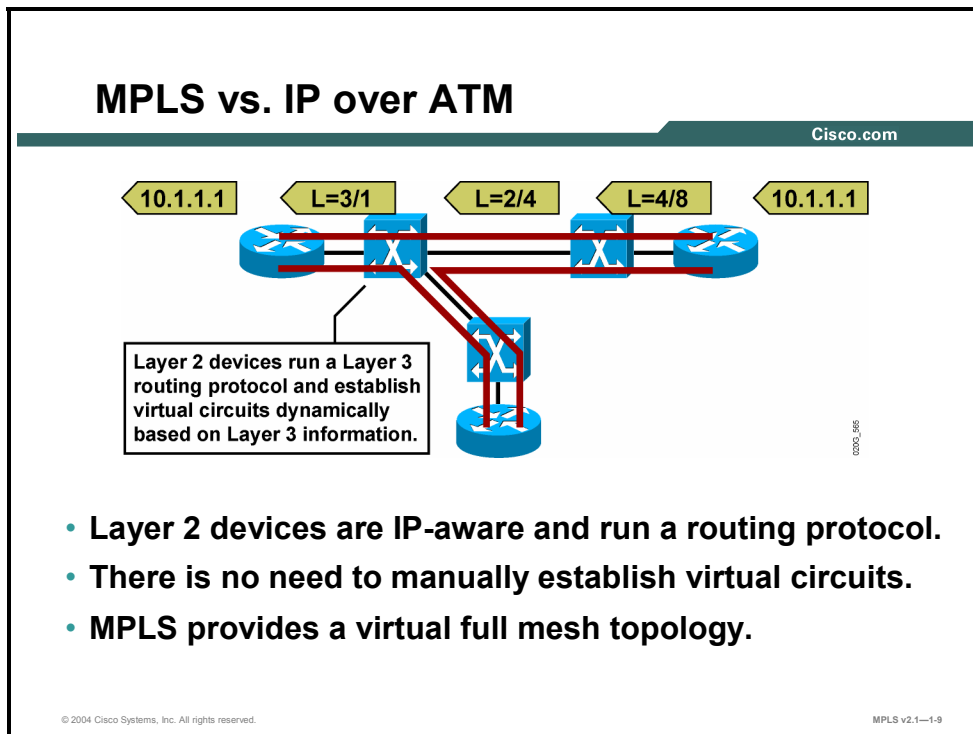 MPLS vs. IP over ATM
Cisco.com
10.1.1.1
L=3/1
L=2/4
L=4/8
10.1.1.1
Layer 2 devices run a Layer 3
routing protocol and establish
virtual circuits dynamically
based on Layer 3 information.
020G_565
• Layer 2 devices are IP-aware and run a routing protocol.
• There is no need to manually establish virtual circuits.
• MPLS provides a virtual full mesh topology.
© 2004 Cisco Systems, Inc. All rights reserved.
MPLS v2.1—1-9